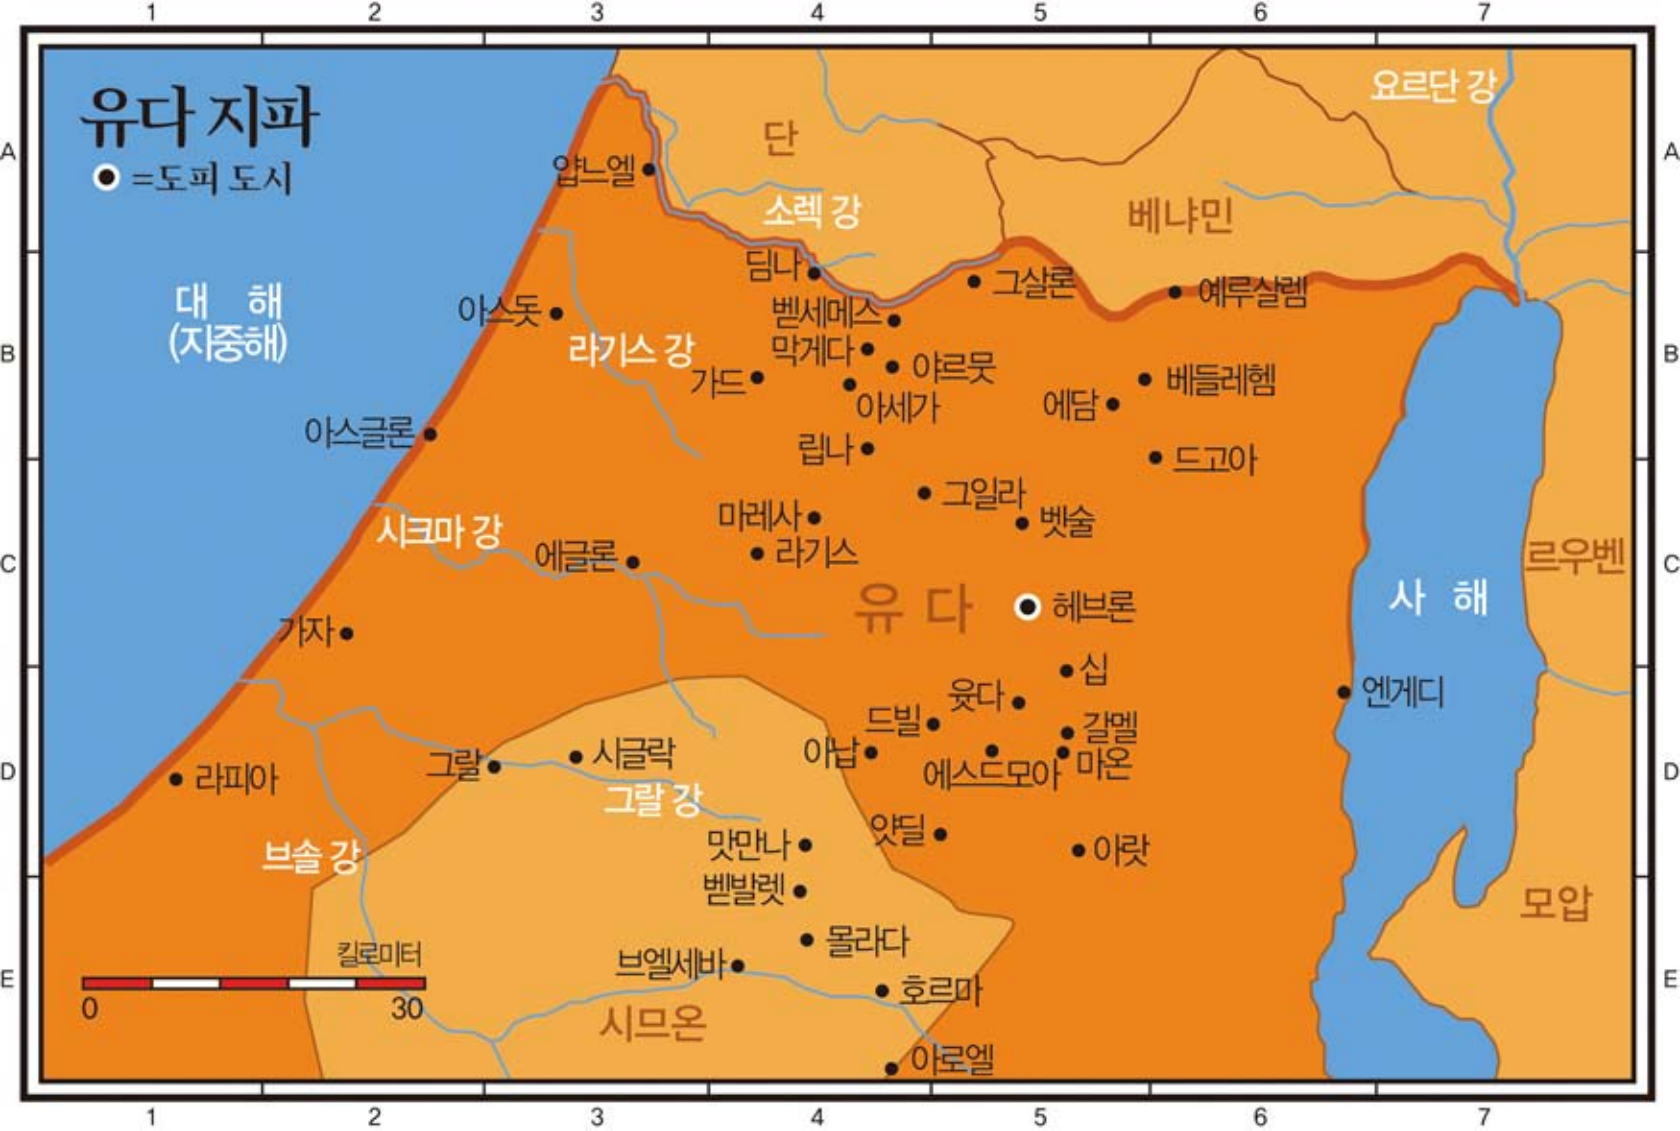 1 2 3 4 5 6 7
유다 지파
=도피 도시
요르단 강
단
A A
얍느엘
소렉 강
베냐민
딤나
그살론
예루살렘
대 해
(지중해)
아스돗
벧세메스
라기스 강
막게다
B B
야르뭇
가드
베들레헴
아세가
에담
아스글론
립나
드고아
그일라
마레사
벳술
시크마 강
에글론
라기스
르우벤
C C
유 다
헤브론
사 해
가자
십
윳다
엔게디
드빌
갈멜
아납
시글락
그랄
마온
에스드모아
D D
라피아
그랄 강
얏딜
맛만나
아랏
브솔 강
벧발렛
모압
몰라다
킬로미터
브엘세바
E E
호르마
0 30
시므온
아로엘
1 2 3 4 5 6 7